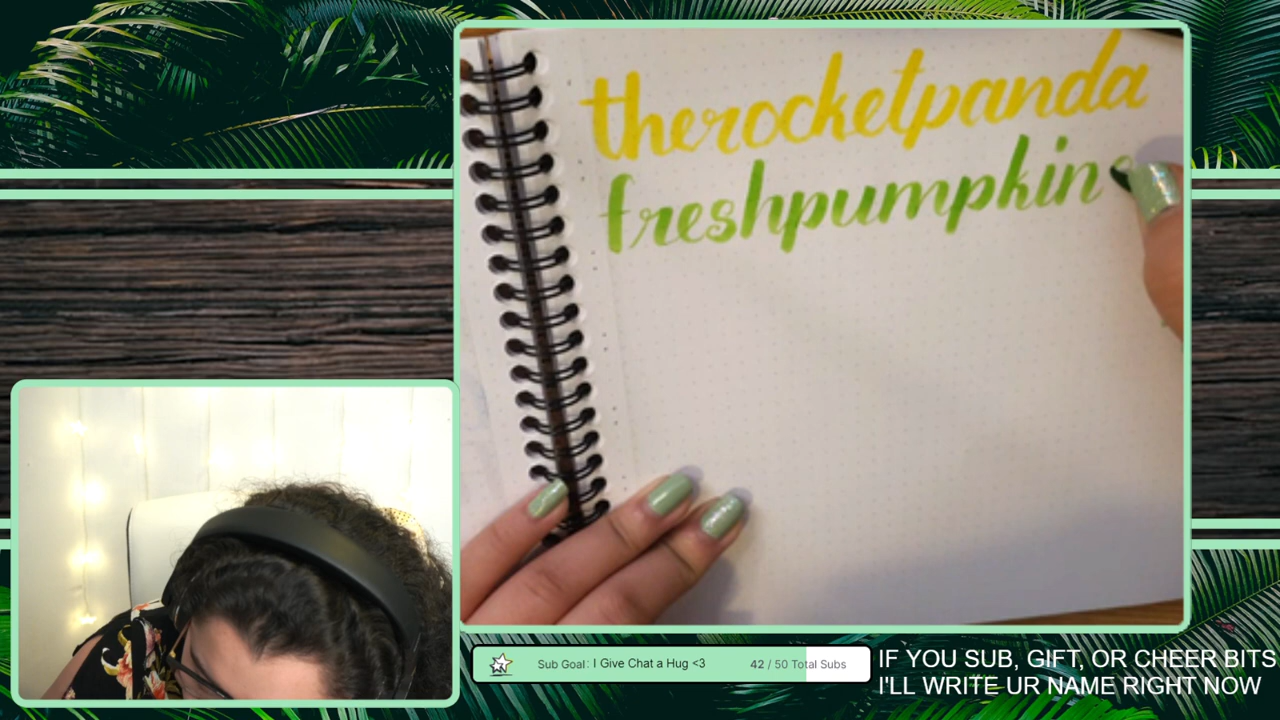 therocketpanda
freshpumpkin
Sub Goal: I Give Chat a Hug <3
42 / 50 Total Subs
IF YOU SUB, GIFT, OR CHEER BITS
I'LL WRITE UR NAME RIGHT NOW